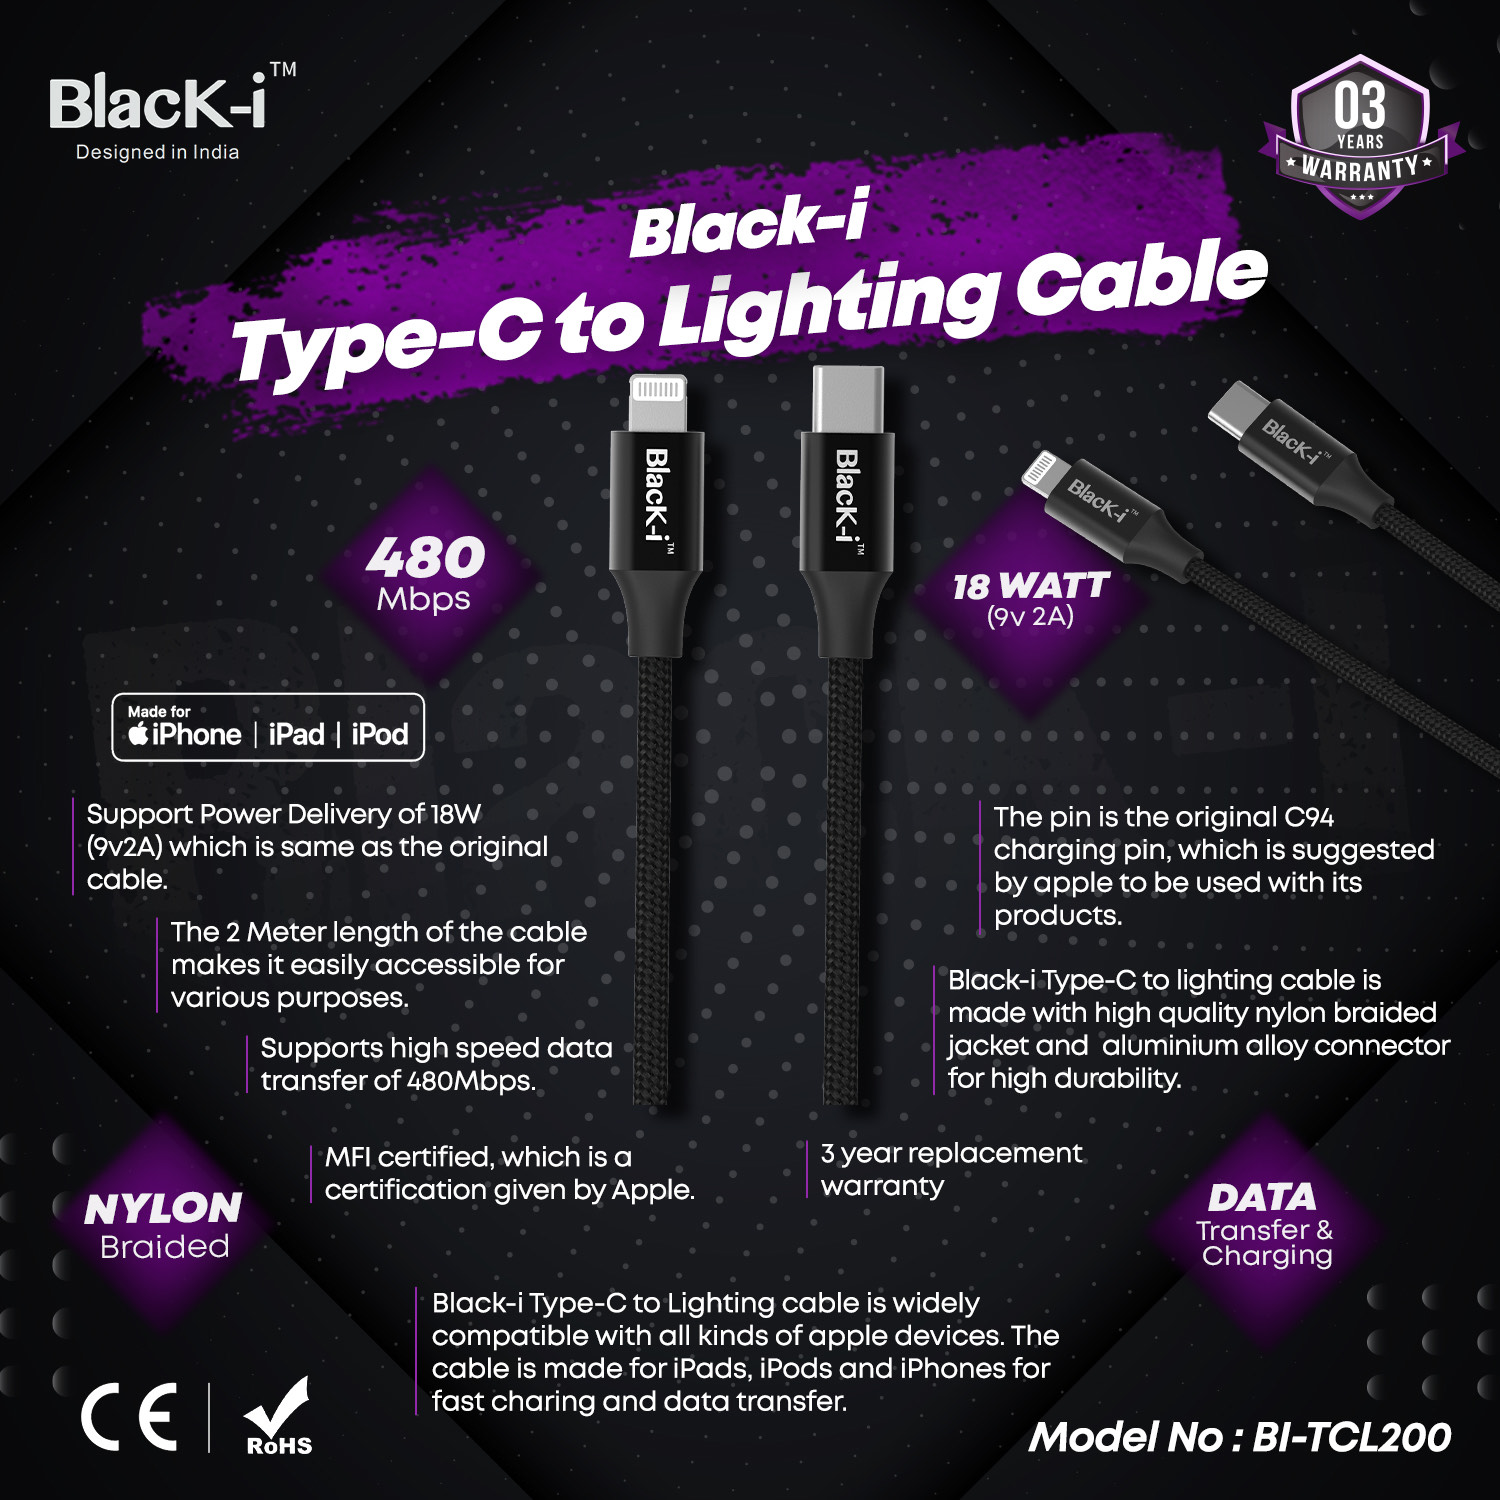 BlacK-i™
Designed in India
03
YEARS
WARRANTY
Black-i
Type-C to Lighting Cable
BlacK-i™
BlacK-i™
BlacK-i™
BlacK-i™
480
Mbps
18 WATT
(9v 2A)
Made for
iPhone | iPad | iPod
Support Power Delivery of 18W
(9v2A) which is same as the original
cable.
The 2 Meter length of the cable
makes it easily accessible for
various purposes.
Supports high speed data
transfer of 480Mbps.
MFI certified, which is a
certification given by Apple.
The pin is the original C94
charging pin, which is suggested
by apple to be used with its
products.
Black-i Type-C to lighting cable is
made with high quality nylon braided
jacket and aluminium alloy connector
for high durability.
3 year replacement
warranty
NYLON
Braided
DATA
Transfer &
Charging
Black-i Type-C to Lighting cable is widely
compatible with all kinds of apple devices. The
cable is made for iPads, iPods and iPhones for
fast charing and data transfer.
CE
RoHS
Model No : BI-TCL200